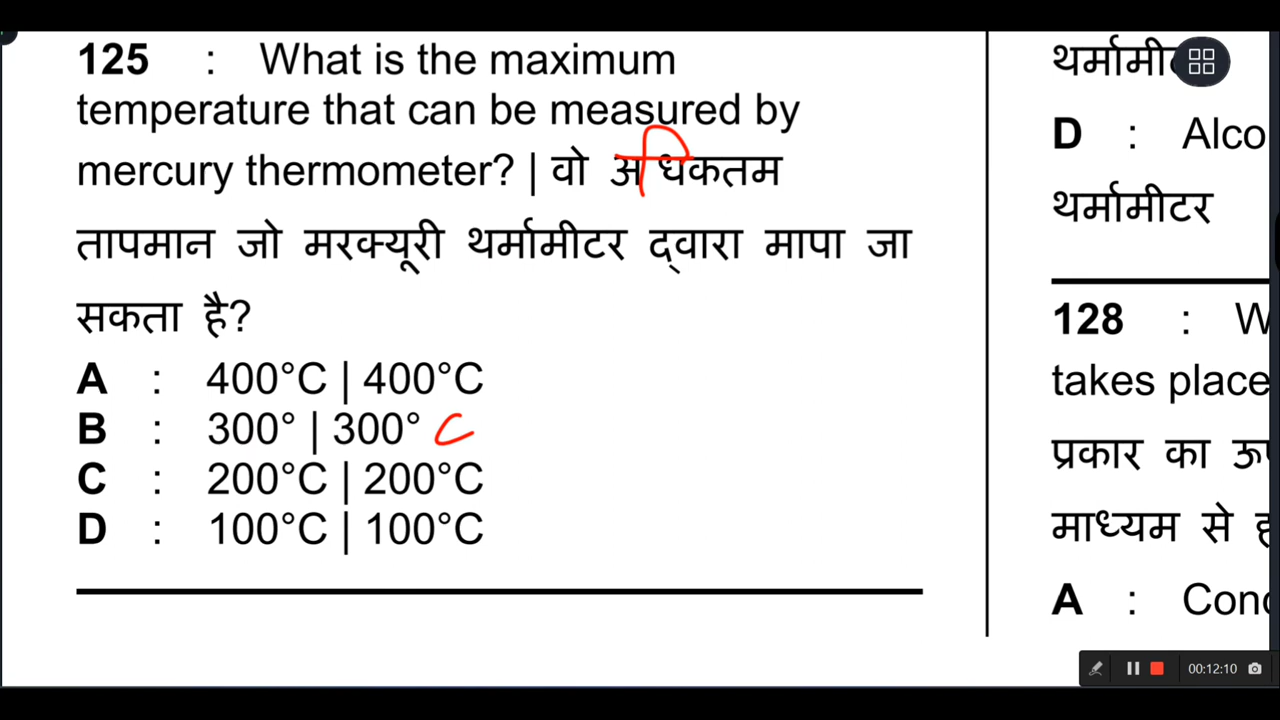 125 : What is the maximum
temperature that can be measured by
mercury thermometer? | वो अधिकतम
तापमान जो मरक्यूरी थर्मामीटर द्वारा मापा जा
सकता है?
A : 400°C | 400°C
B : 300° | 300° C
C : 200°C | 200°C
D : 100°C | 100°C
D : Alco
थर्मामीटर
128 : W
takes place
प्रकार का
माध्यम से
A : Con
00:12:10